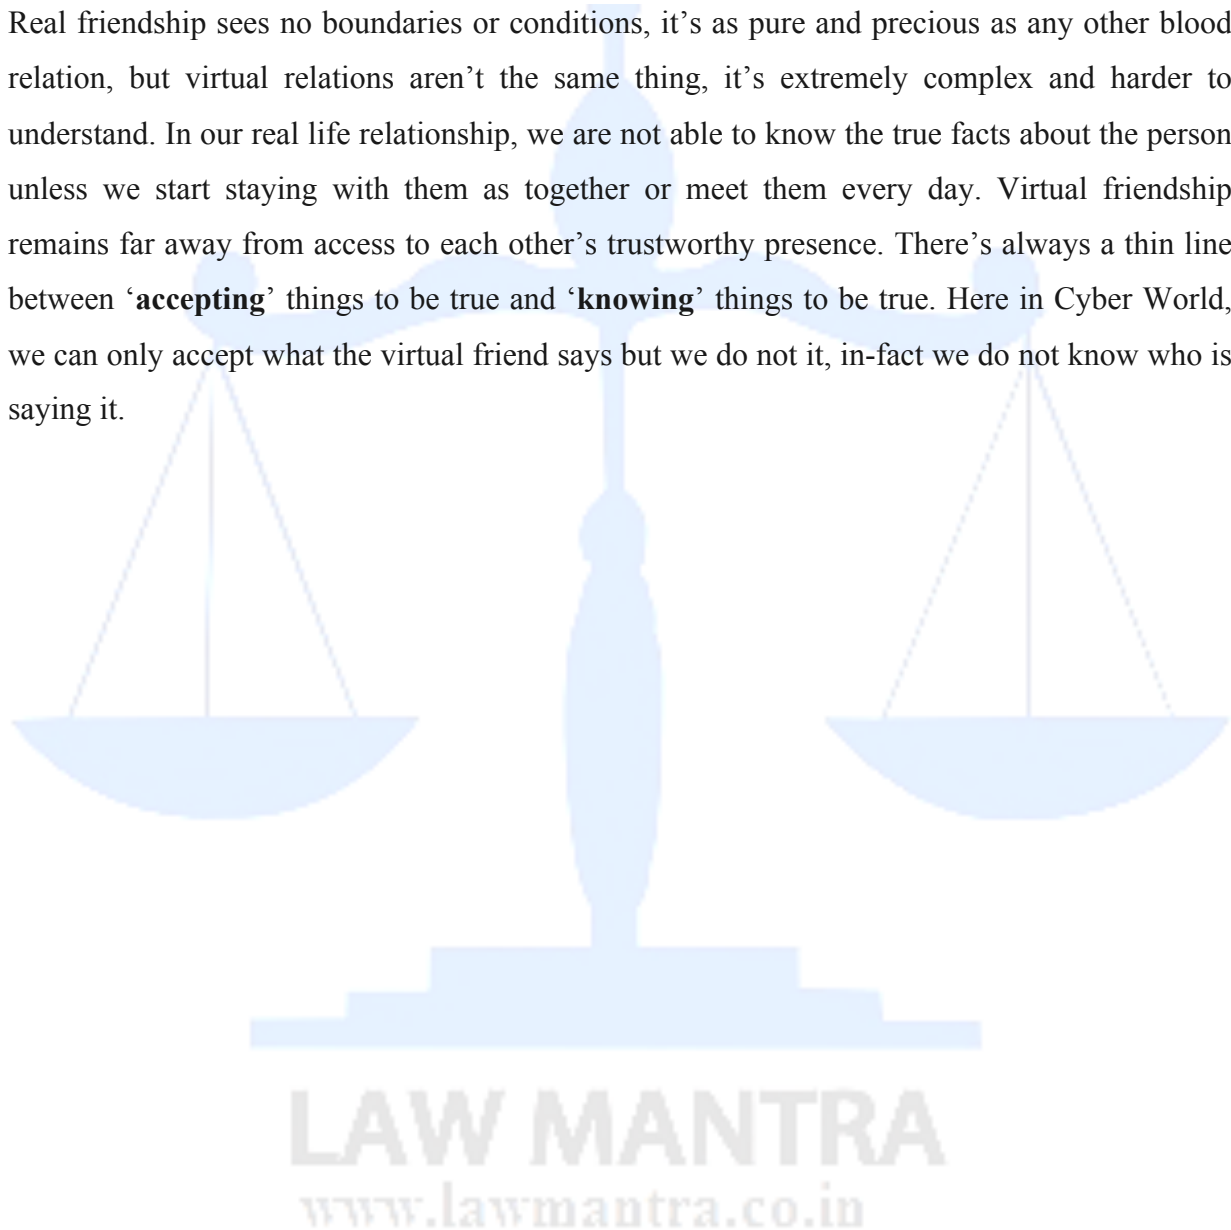 Real friendship sees no boundaries or conditions, it’s as pure and precious as any other blood
relation, but virtual relations aren’t the same thing, it’s extremely complex and harder to
understand. In our real life relationship, we are not able to know the true facts about the person
unless we start staying with them as together or meet them every day. Virtual friendship
remains far away from access to each other’s trustworthy presence. There’s always a thin line
between ‘accepting’ things to be true and ‘knowing’ things to be true. Here in Cyber World,
we can only accept what the virtual friend says but we do not it, in-fact we do not know who is
saying it.
LAW MANTRA
www.lawmantra.co.in